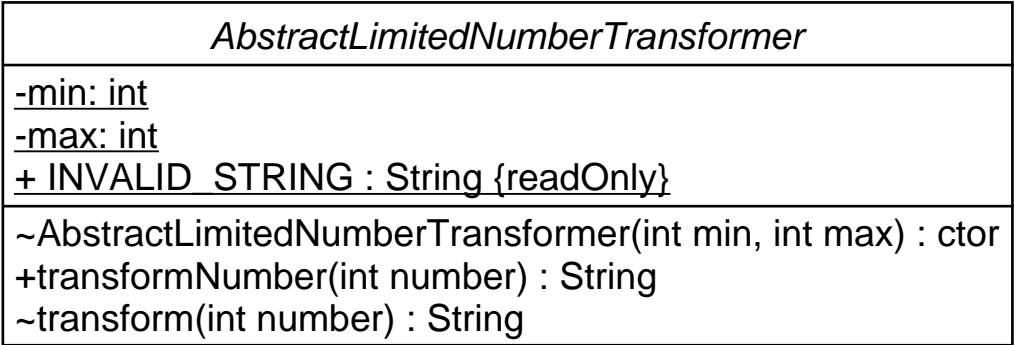 AbstractLimitedNumberTransformer
-min: int
-max: int
+ INVALID_STRING : String {readOnly}
~AbstractLimitedNumberTransformer(int min, int max) : ctor
+transformNumber(int number) : String
~transform(int number) : String